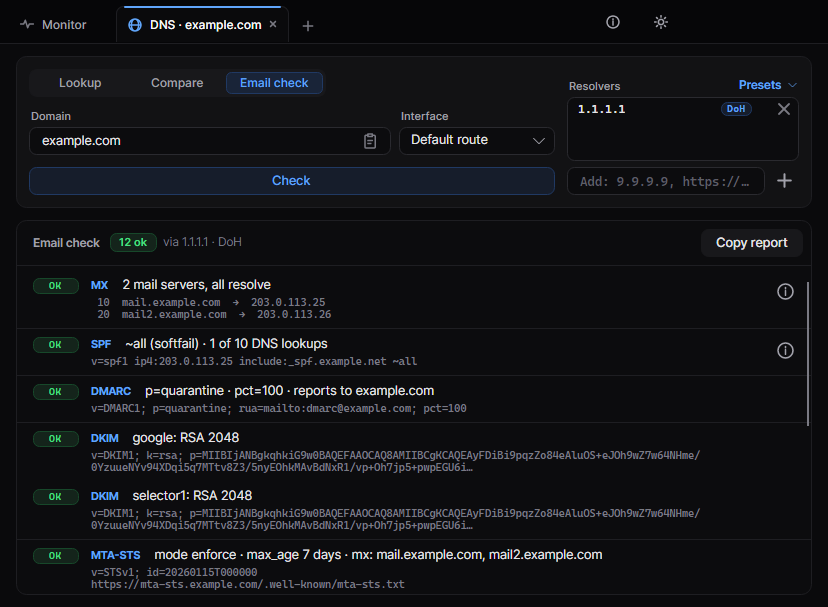 Monitor
DNS · example.com ×
+
Lookup Compare Email check
Resolvers Presets
1.1.1.1 DoH
Domain Interface
example.com Default route
Check
Add: 9.9.9.9, https://…
Email check 12 ok via 1.1.1.1 · DoH Copy report
OK MX 2 mail servers, all resolve
10 mail.example.com → 203.0.113.25
20 mail2.example.com → 203.0.113.26
OK SPF ~all (softfail) · 1 of 10 DNS lookups
v=spf1 ip4:203.0.113.25 include:_spf.example.net ~all
OK DMARC p=quarantine · pct=100 · reports to example.com
v=DMARC1; p=quarantine; rua=mailto:dmarc@example.com; pct=100
OK DKIM google: RSA 2048
v=DKIM1; k=rsa; p=MIIBIjANBgkqhkiG9w0BAQEFAAOCAQ8AMIIBCgKCAQEAyFDiBi9pqzZo84eAluOS+eJOh9wZ7w64NHme/
0YzuueNYv94XDqi5q7MTtv8Z3/5nyEOhkMAvBdNxR1/vp+Oh7jp5+pwpEGU6i…
OK DKIM selector1: RSA 2048
v=DKIM1; k=rsa; p=MIIBIjANBgkqhkiG9w0BAQEFAAOCAQ8AMIIBCgKCAQEAyFDiBi9pqzZo84eAluOS+eJOh9wZ7w64NHme/
0YzuueNYv94XDqi5q7MTtv8Z3/5nyEOhkMAvBdNxR1/vp+Oh7jp5+pwpEGU6i…
OK MTA-STS mode enforce · max_age 7 days · mx: mail.example.com, mail2.example.com
v=STSv1; id=20260115T000000
https://mta-sts.example.com/.well-known/mta-sts.txt